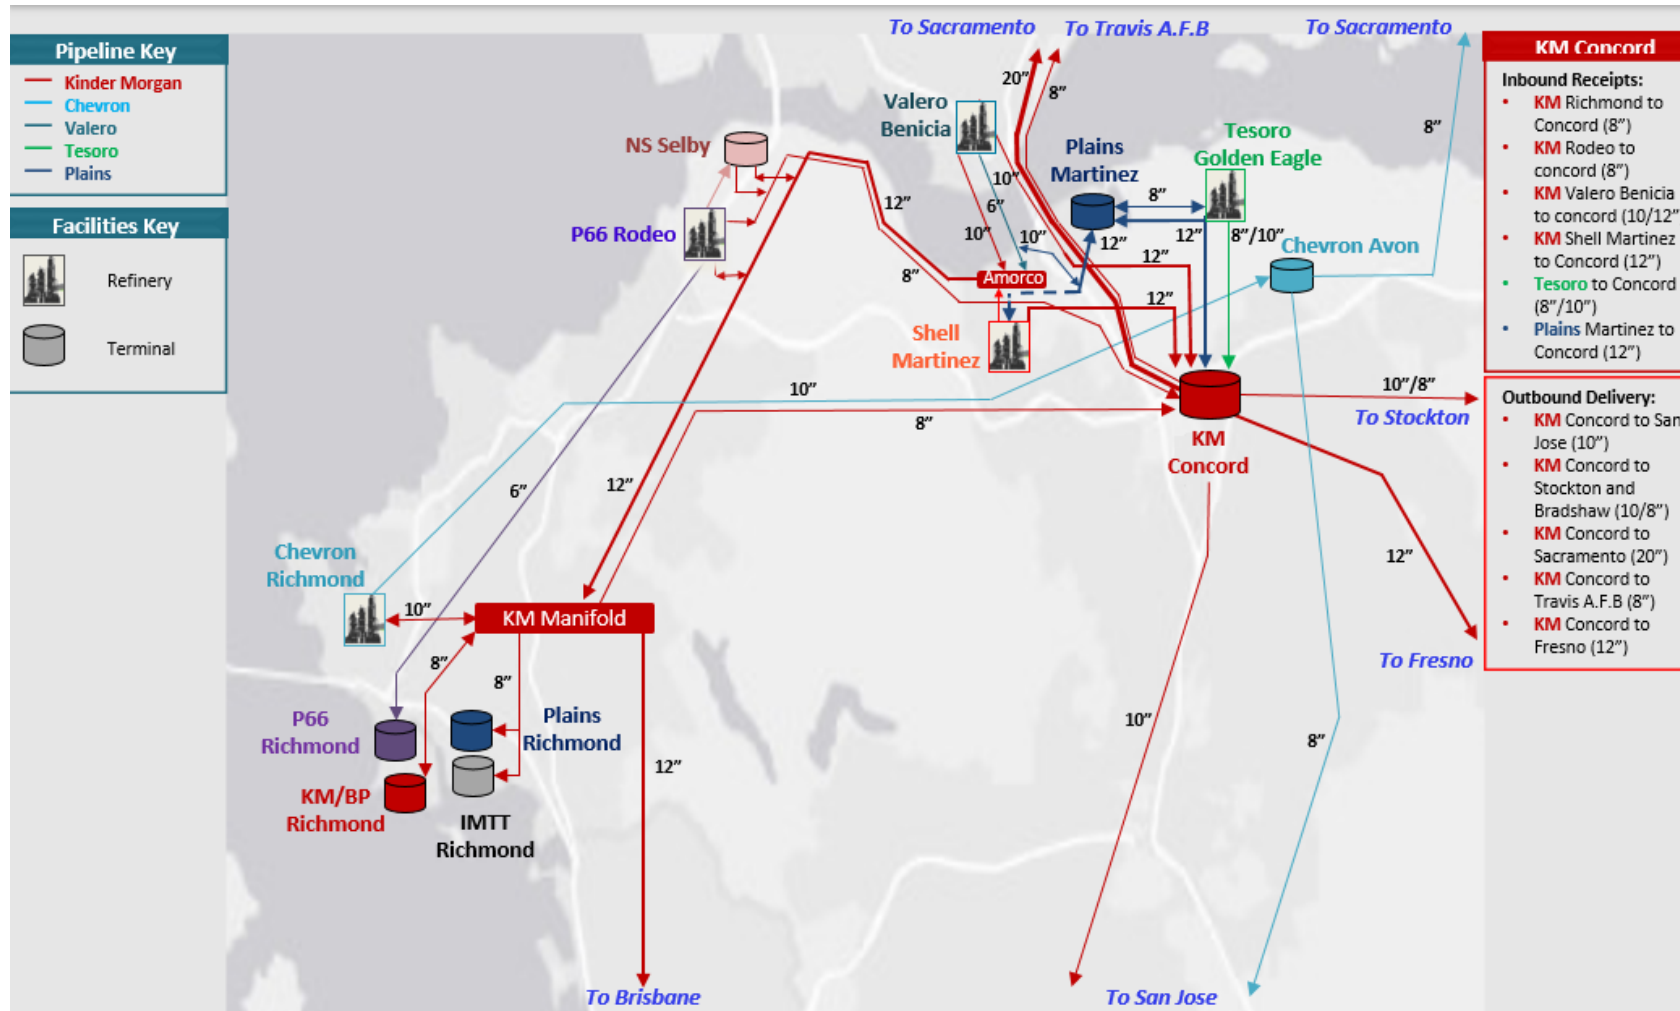 To Sacramento
To Travis A.F.B
To Sacramento
Pipeline Key
Kinder Morgan
Chevron
Valero
Tesoro
Plains
Facilities Key
Refinery
Terminal
KM Concord
Inbound Receipts:
• KM Richmond to
Concord (8”)
• KM Rodeo to
concord (8”)
• KM Valero Benicia
to concord (10/12”
• KM Shell Martinez
to Concord (12”)
• Tesoro to Concord
(8”/10”)
• Plains Martinez to
Concord (12”)
Outbound Delivery:
• KM Concord to San
Jose (10”)
• KM Concord to
Stockton and
Bradshaw (10/8”)
• KM Concord to
Sacramento (20”)
• KM Concord to
Travis A.F.B (8”)
• KM Concord to
Fresno (12”)
20”
8”
8”
Valero
Benicia
Plains
Martinez
Tesoro
Golden Eagle
NS Selby
P66 Rodeo
10”
6”
10”
10”
8”
12”
12”
8”/10”
Chevron Avon
12”
12”
12”
8”
Amorco
Shell
Martinez
10”
8”
10”/8”
To Stockton
KM
Concord
6”
12”
12”
To Fresno
Chevron
Richmond
10”
KM Manifold
8”
8”
P66
Richmond
Plains
Richmond
KM/BP
Richmond
IMTT
Richmond
12”
10”
8”
To Brisbane
To San Jose